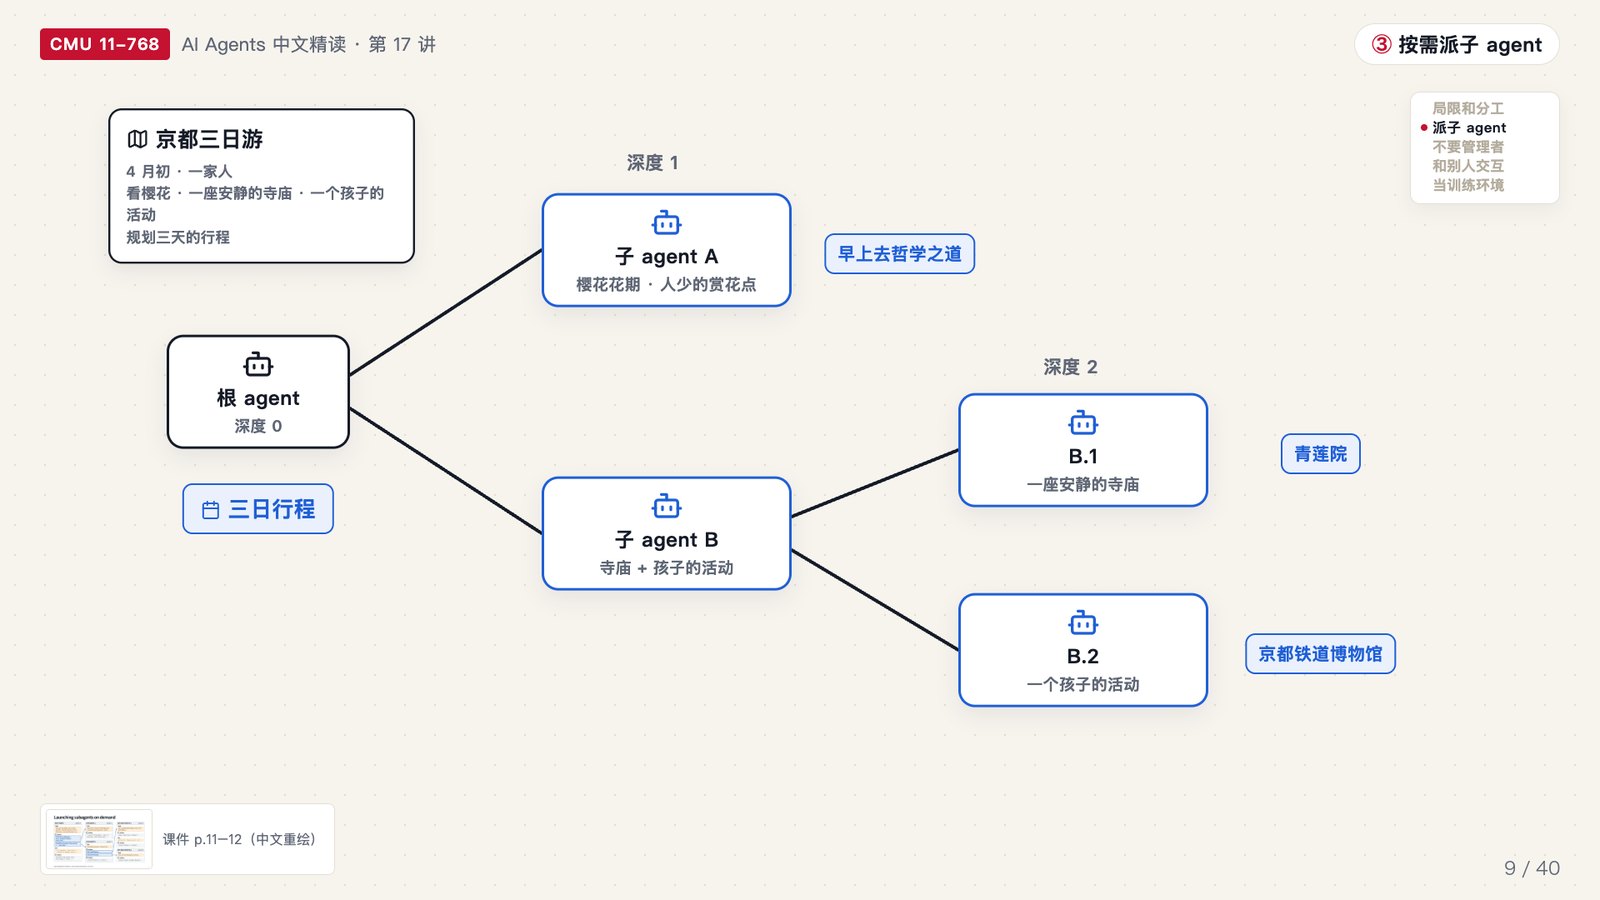 CMU 11-768
AI Agents 中文精读 · 第 17 讲
③ 按需派子 agent
局限和分工
派子 agent
不要管理者
和别人交互
当训练环境
京都三日游
4 月初 · 一家人
看樱花 · 一座安静的寺庙 · 一个孩子的
活动
规划三天的行程
深度 1
子 agent A
樱花花期 · 人少的赏花点
早上去哲学之道
根 agent
深度 0
三日行程
深度 2
B.1
一座安静的寺庙
青莲院
子 agent B
寺庙 + 孩子的活动
B.2
一个孩子的活动
京都铁道博物馆
Launching subagents on demand
课件 p.11–12（中文重绘）
9 / 40